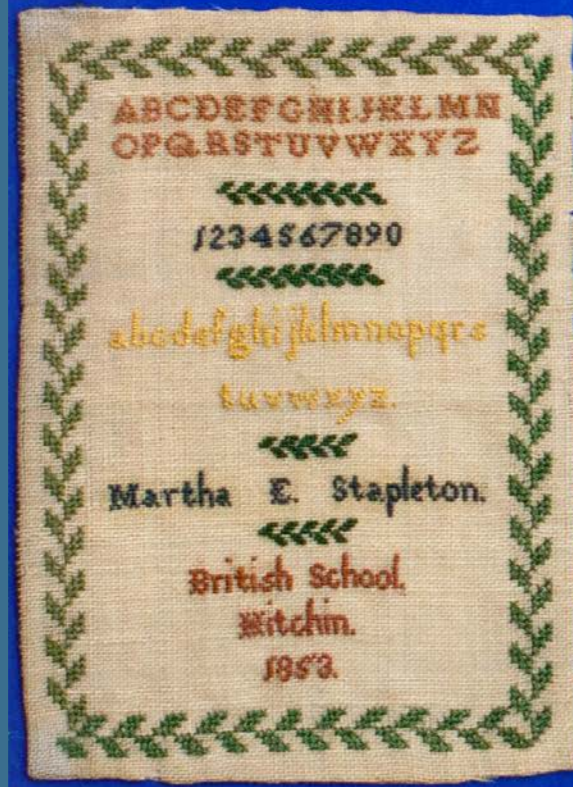 ABCDEFGHIJKLMN
OPQRSTUVWXYZ
1234567890
abcdefghijklmnopqrs
tuvwxyz.
Martha E. Stapleton.
British School.
Hitchin.
1853.